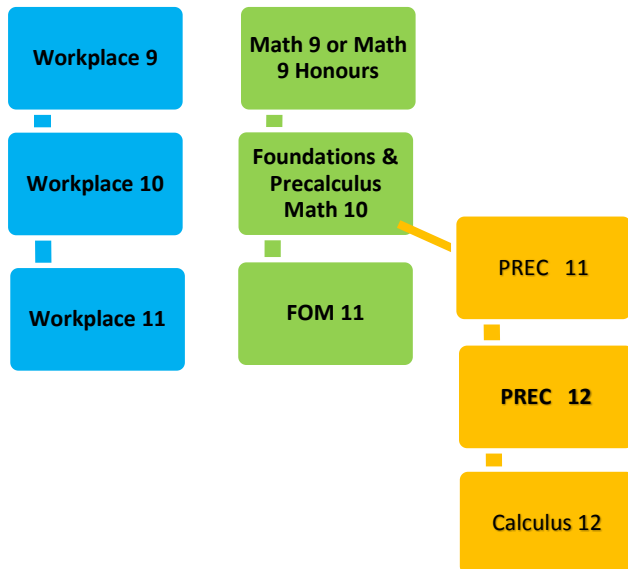 Workplace 9
Workplace 10
Workplace 11
Math 9 or Math
9 Honours
Foundations &
Precalculus
Math 10
FOM 11
PREC 11
PREC 12
Calculus 12